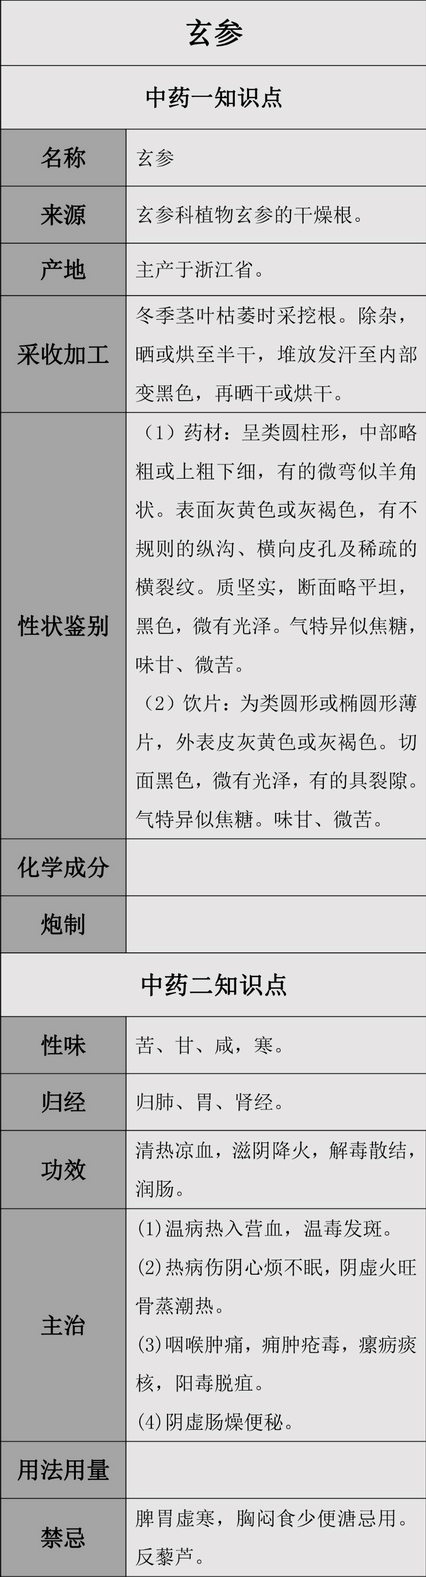 玄参
中药一知识点
名称
玄参
来源
玄参科植物玄参的干燥根。
产地
主产于浙江省。
采收加工
冬季茎叶枯萎时采挖根。除杂，
晒或烘至半干，堆放发汗至内部
变黑色，再晒干或烘干。
性状鉴别
（1）药材：呈类圆柱形，中部略
粗或上粗下细，有的微弯似羊角
状。表面灰黄色或灰褐色，有不
规则的纵沟、横向皮孔及稀疏的
横裂纹。质坚实，断面略平坦，
黑色，微有光泽。气特异似焦糖，
味甘、微苦。
（2）饮片：为类圆形或椭圆形薄
片，外表皮灰黄色或灰褐色。切
面黑色，微有光泽，有的具裂隙。
气特异似焦糖。味甘、微苦。
化学成分
炮制
中药二知识点
性味
苦、甘、咸，寒。
归经
归肺、胃、肾经。
功效
清热凉血，滋阴降火，解毒散结，
润肠。
主治
(1)温病热入营血，温毒发斑。
(2)热病伤阴心烦不眠，阴虚火旺
骨蒸潮热。
(3)咽喉肿痛，痈肿疮毒，瘰疬痰
核，阳毒脱疽。
(4)阴虚肠燥便秘。
用法用量
禁忌
脾胃虚寒，胸闷食少便溏忌用。
反藜芦。